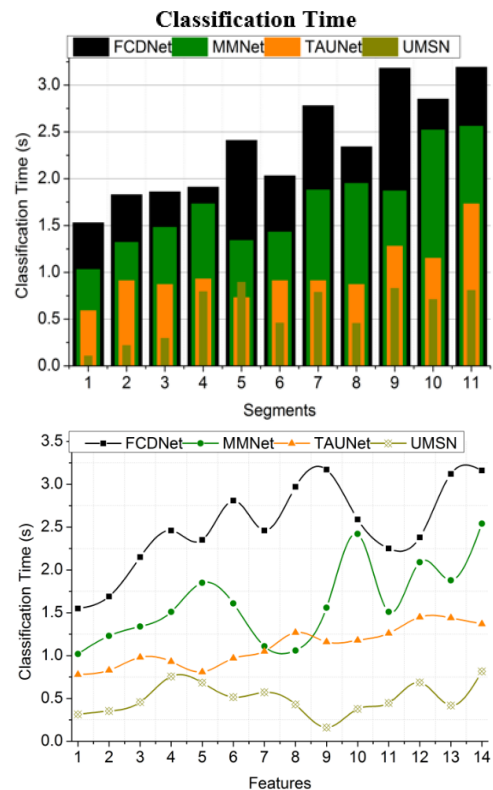 Classification Time
FCDNet MMNet TAUNet UMSN
3.0
2.5
2.0
1.5
1.0
0.5
0.0
Classification Time (s)
1 2 3 4 5 6 7 8 9 10 11
Segments
FCDNet MMNet TAUNet UMSN
3.5
3.0
2.5
2.0
1.5
1.0
0.5
0.0
Classification Time (s)
1 2 3 4 5 6 7 8 9 10 11 12 13 14
Features